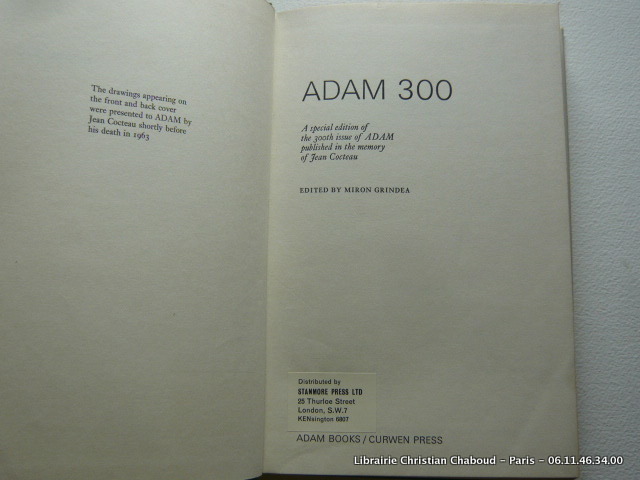 The drawings appearing on
the front and back cover
were presented to ADAM by
Jean Cocteau shortly before
his death in 1963
ADAM 300
A special edition of
the 300th issue of ADAM
published in the memory
of Jean Cocteau
EDITED BY MIRON GRINDEA
Distributed by
STANMORE PRESS LTD
25 Thurloe Street
London, S.W.7
KENsington 6807
ADAM BOOKS / CURWEN PRESS
Librairie Christian Chaboud - Paris - 06.11.46.34.00